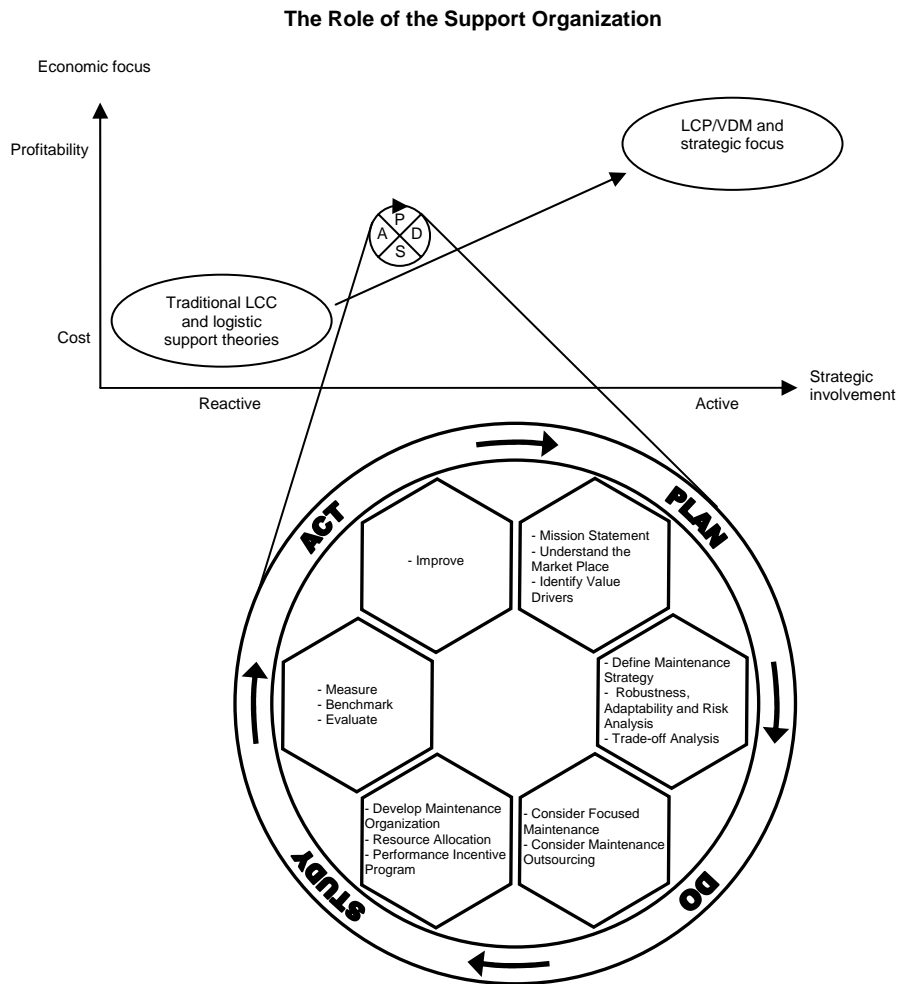 The Role of the Support Organization
Economic focus
Profitability
LCP/VDM and
strategic focus
P
A
D
S
Traditional LCC
and logistic
support theories
Cost
Reactive
Active
Strategic
involvement
ACT
PLAN
- Improve
- Mission Statement
- Understand the
Market Place
- Identify Value
Drivers
- Define Maintenance
Strategy
- Robustness,
Adaptability and Risk
Analysis
- Trade-off Analysis
- Measure
- Benchmark
- Evaluate
- Develop Maintenance
Organization
- Resource Allocation
- Performance Incentive
Program
- Consider Focused
Maintenance
- Consider Maintenance
Outsourcing
STUDY
DO